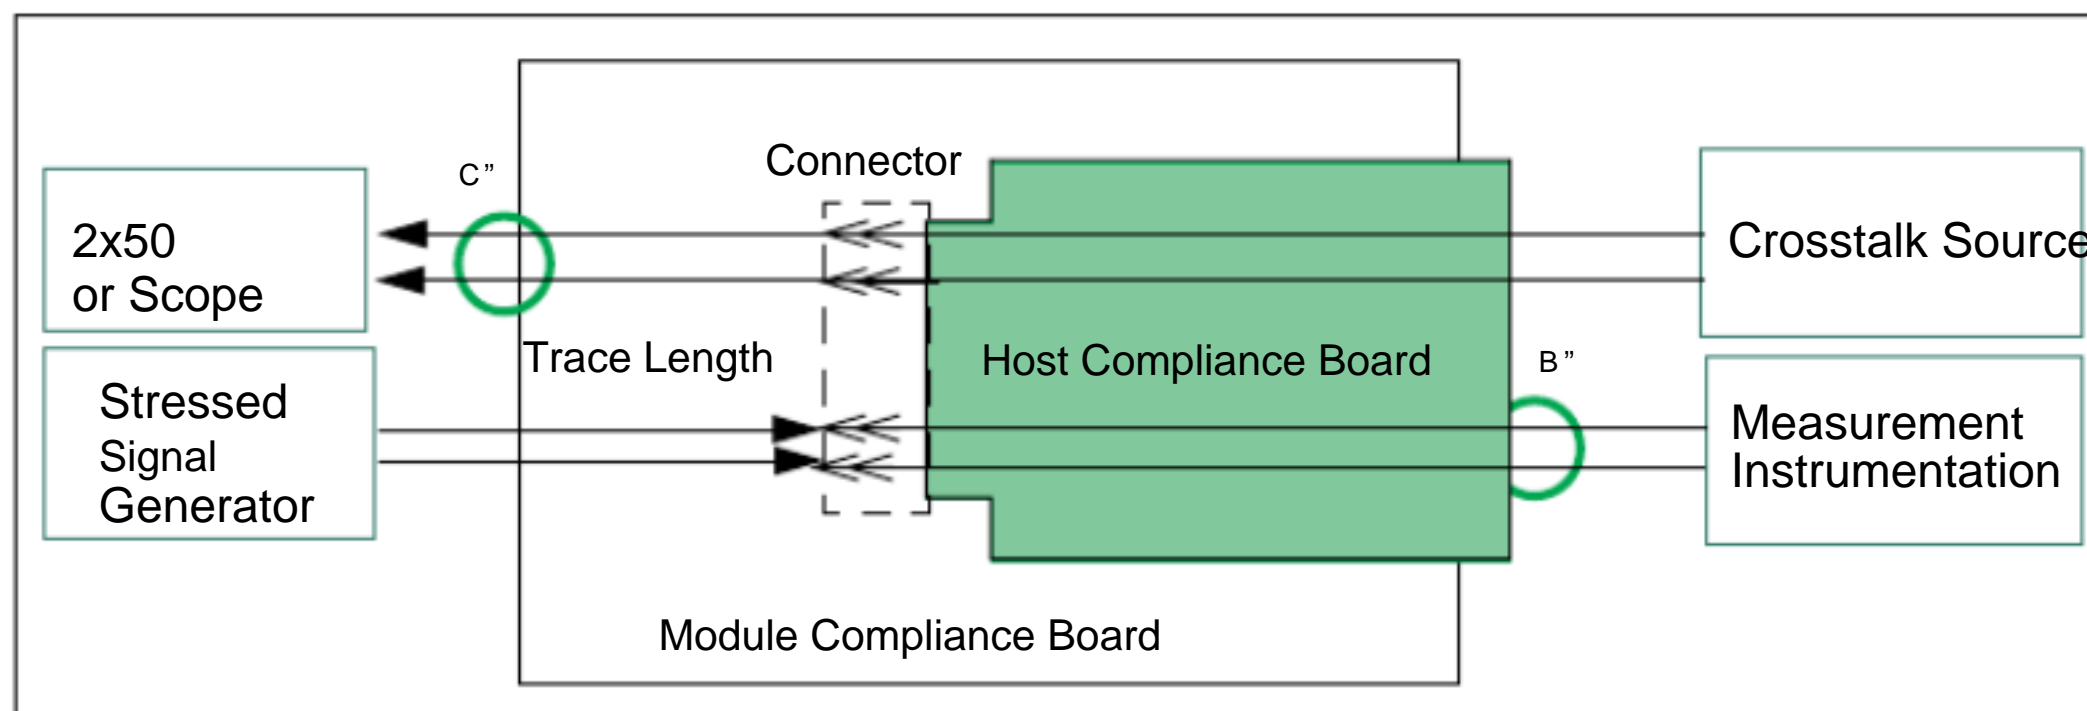 C”
Connector
2x50
or Scope
Crosstalk Source
Trace Length
Host Compliance Board
B”
Stressed
Signal
Generator
Measurement
Instrumentation
Module Compliance Board